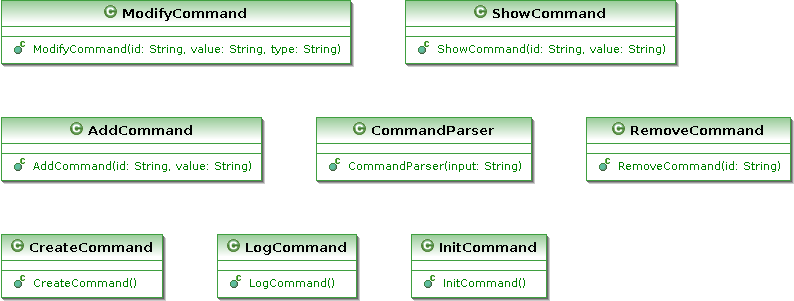 ModifyCommand
ModifyCommand(id: String, value: String, type: String)
ShowCommand
ShowCommand(id: String, value: String)
AddCommand
AddCommand(id: String, value: String)
CommandParser
CommandParser(input: String)
RemoveCommand
RemoveCommand(id: String)
CreateCommand
CreateCommand()
LogCommand
LogCommand()
InitCommand
InitCommand()